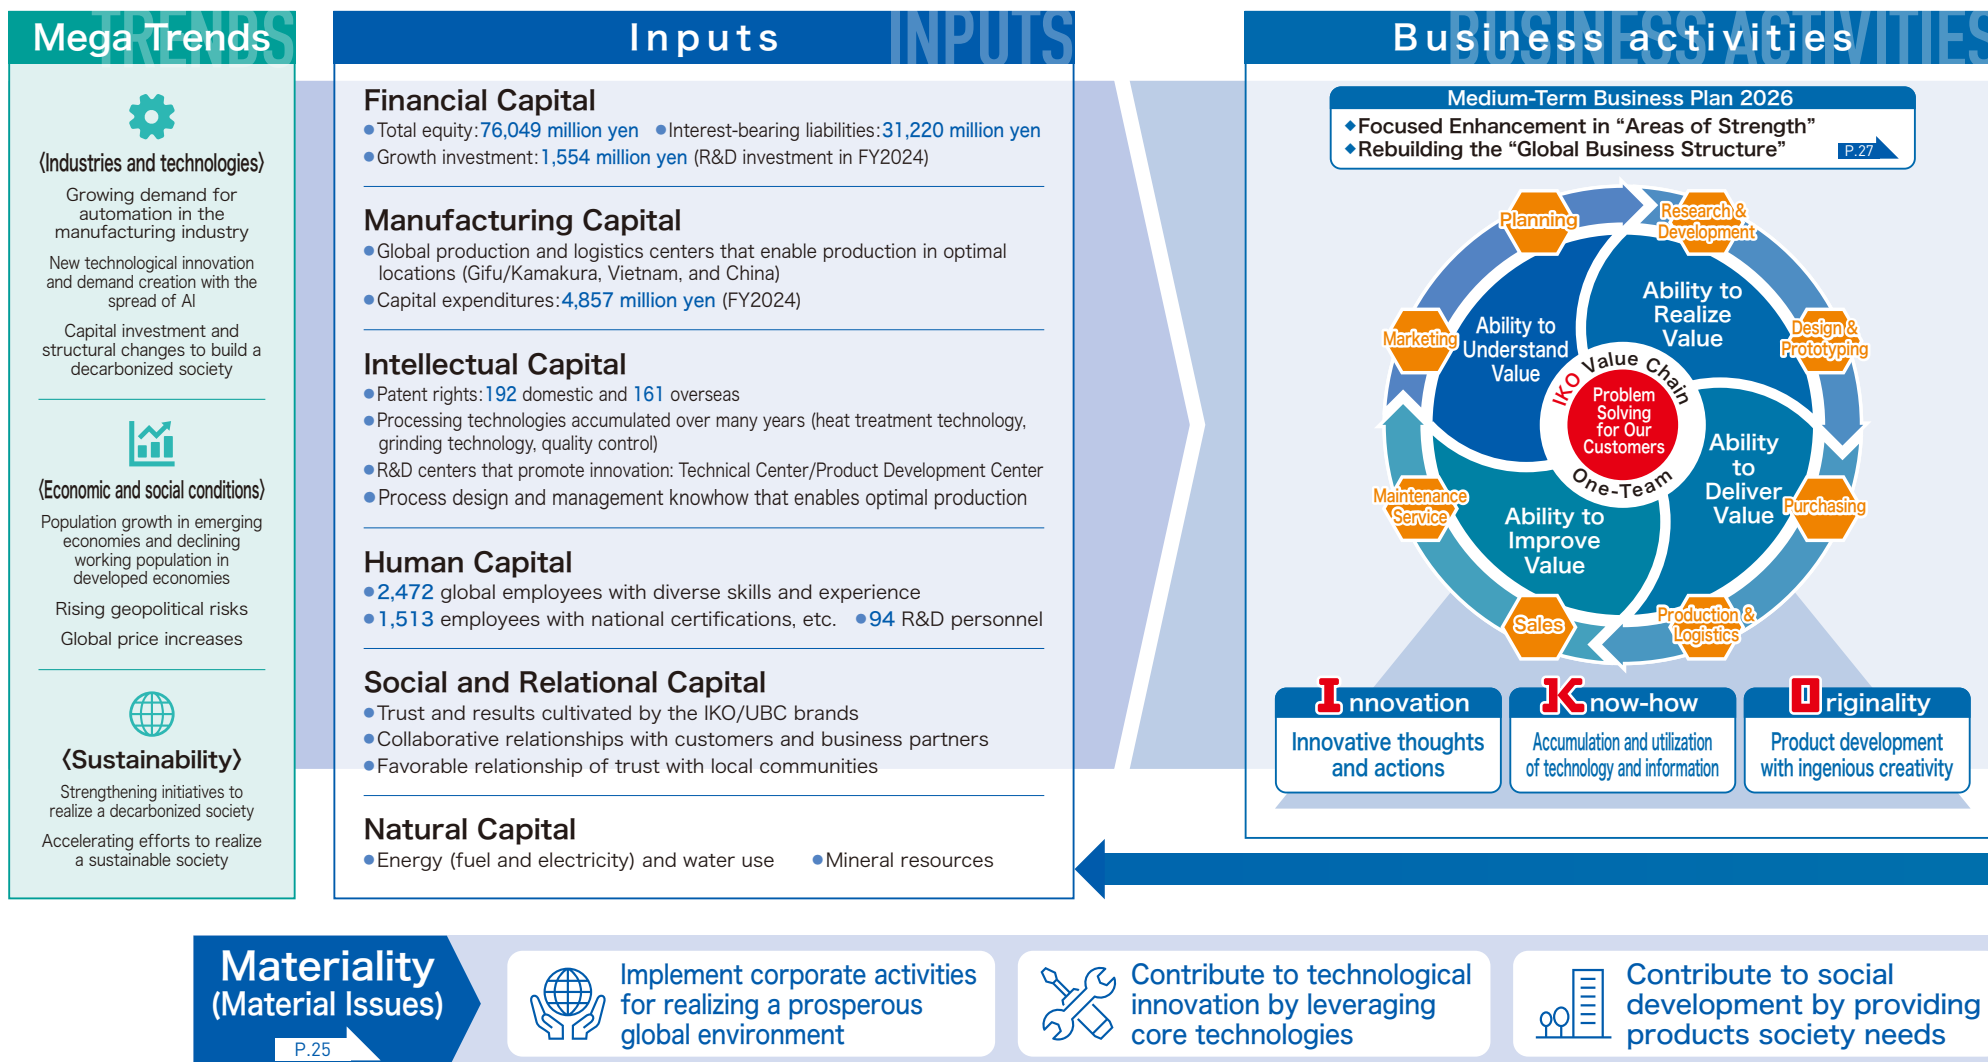 TRENDS
Mega Trends
〈Industries and technologies〉
Growing demand for
automation in the
manufacturing industry
New technological innovation
and demand creation with the
spread of AI
Capital investment and
structural changes to build a
decarbonized society
〈Economic and social conditions〉
Population growth in emerging
economies and declining
working population in
developed economies
Rising geopolitical risks
Global price increases
〈Sustainability〉
Strengthening initiatives to
realize a decarbonized society
Accelerating efforts to realize
a sustainable society
INPUTS
Inputs
Financial Capital
●Total equity:76,049 million yen ●Interest-bearing liabilities:31,220 million yen
●Growth investment:1,554 million yen (R&D investment in FY2024)
Manufacturing Capital
●Global production and logistics centers that enable production in optimal
locations (Gifu/Kamakura, Vietnam, and China)
●Capital expenditures:4,857 million yen (FY2024)
Intellectual Capital
●Patent rights:192 domestic and 161 overseas
●Processing technologies accumulated over many years (heat treatment technology,
grinding technology, quality control)
●R&D centers that promote innovation: Technical Center/Product Development Center
●Process design and management knowhow that enables optimal production
Human Capital
●2,472 global employees with diverse skills and experience
●1,513 employees with national certifications, etc. ●94 R&D personnel
Social and Relational Capital
●Trust and results cultivated by the IKO/UBC brands
●Collaborative relationships with customers and business partners
●Favorable relationship of trust with local communities
Natural Capital
●Energy (fuel and electricity) and water use ●Mineral resources
BUSINESS ACTIVITIES
Business activities
Medium-Term Business Plan 2026
◆Focused Enhancement in “Areas of Strength”
◆Rebuilding the “Global Business Structure”
P.27
Planning
Research &
Development
Design &
Prototyping
Purchasing
Production &
Logistics
Sales
Maintenance
Service
Marketing
Ability to
Understand
Value
Ability to
Realize
Value
Ability
to
Deliver
Value
Ability to
Improve
Value
IKO Value Chain
Problem
Solving
for Our
Customers
One-Team
Innovation
Innovative thoughts
and actions
Know-how
Accumulation and utilization
of technology and information
Originality
Product development
with ingenious creativity
Materiality
(Material Issues)
P.25
Implement corporate activities
for realizing a prosperous
global environment
Contribute to technological
innovation by leveraging
core technologies
Contribute to social
development by providing
products society needs